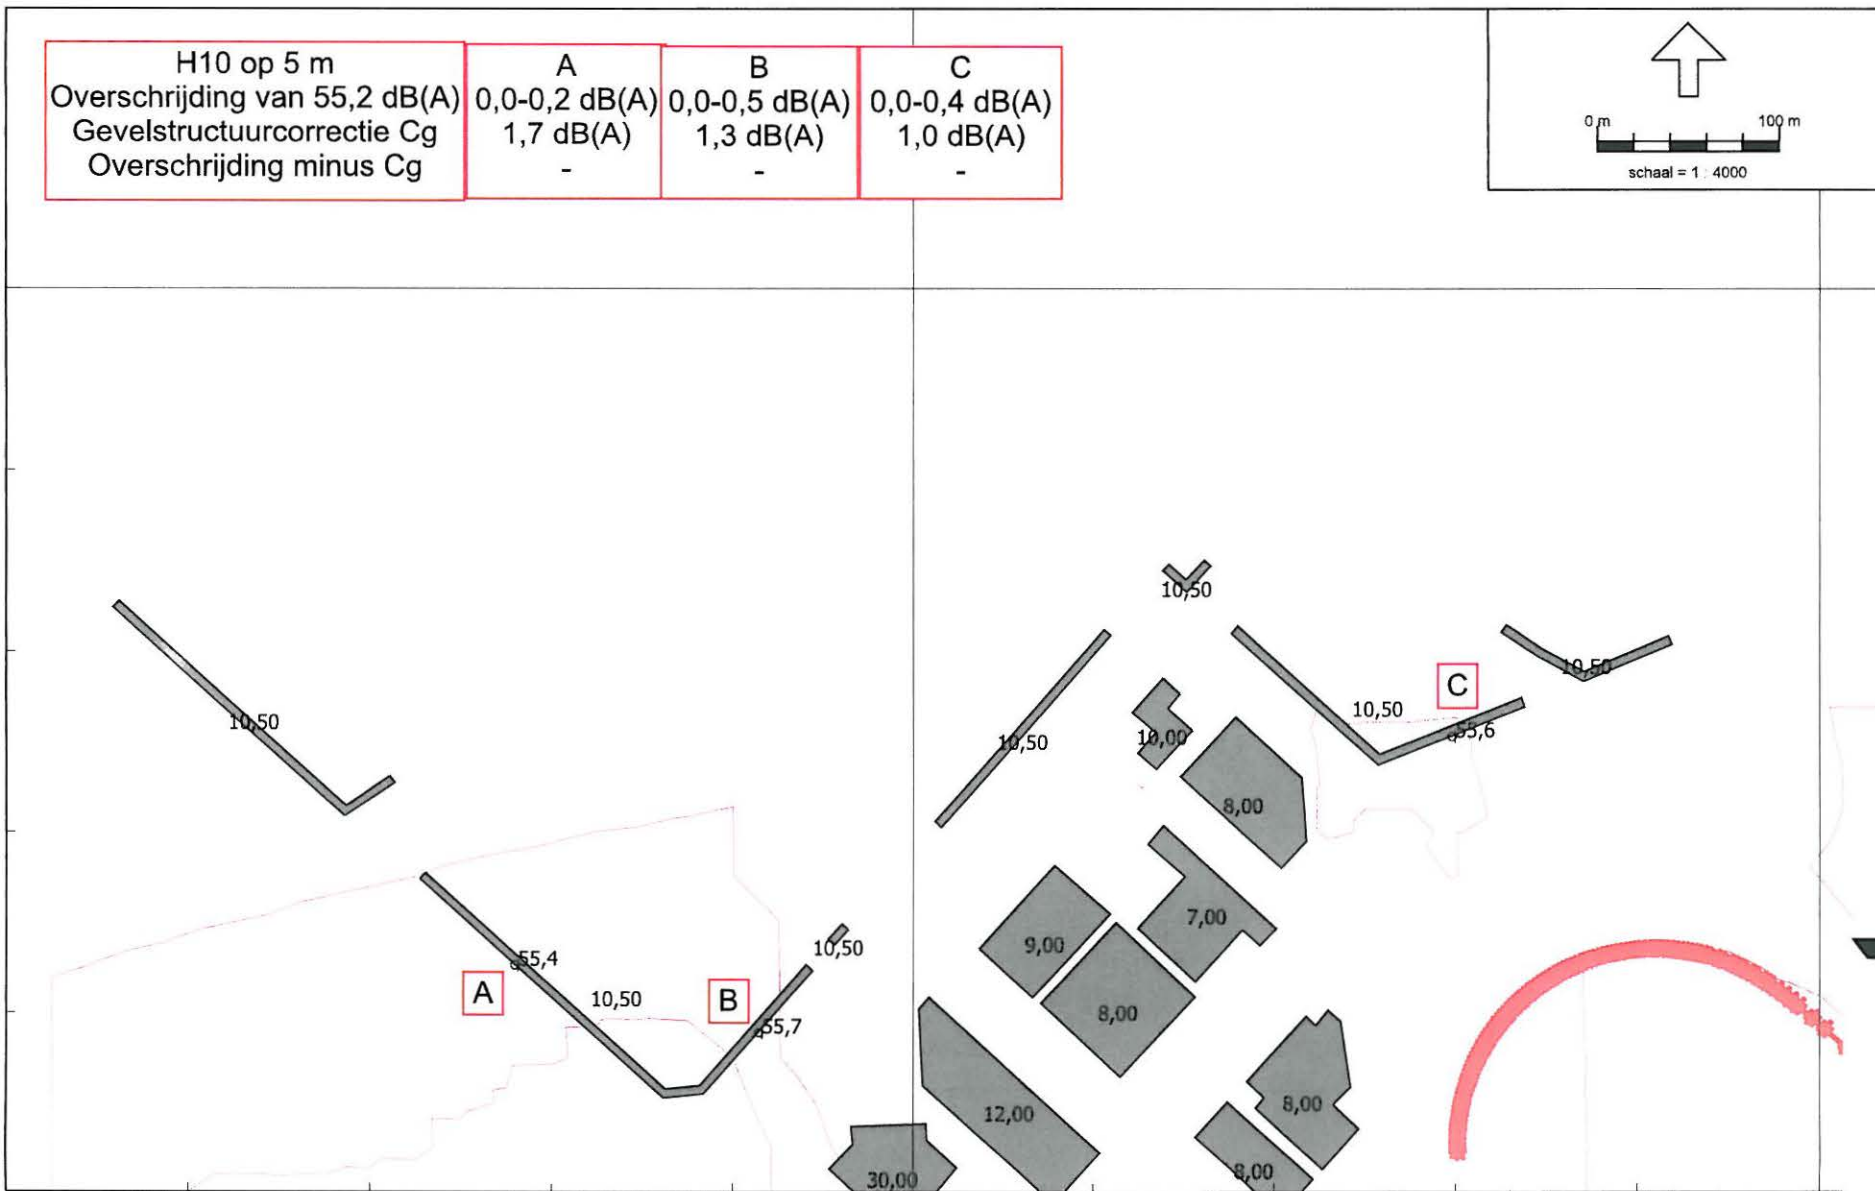 H10 op 5 m
Overschrijding van 55,2 dB(A)
Gevelstructuurcorrectie Cg
Overschrijding minus Cg
A
0,0-0,2 dB(A)
1,7 dB(A)
-
B
0,0-0,5 dB(A)
1,3 dB(A)
-
C
0,0-0,4 dB(A)
1,0 dB(A)
-
0 m 100 m
schaal = 1 : 4000
10,50
C
10,50
10,50
55,6
10,50
10,50
10,00
8,00
7,00
9,00
10,50
55,4
A
10,50
B
55,7
8,00
12,00
8,00
8,00
30,00